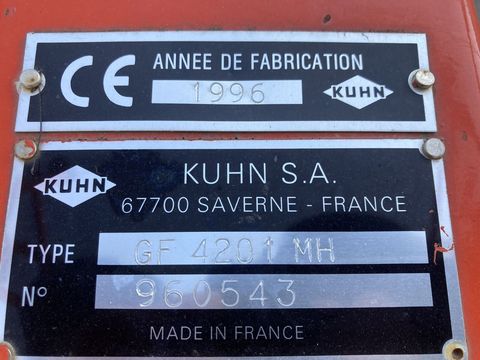 CE ANNEE DE FABRICATION
1996 KUHN
KUHN KUHN S.A.
67700 SAVERNE - FRANCE
TYPE GF 4201 MH
N° 960543
MADE IN FRANCE